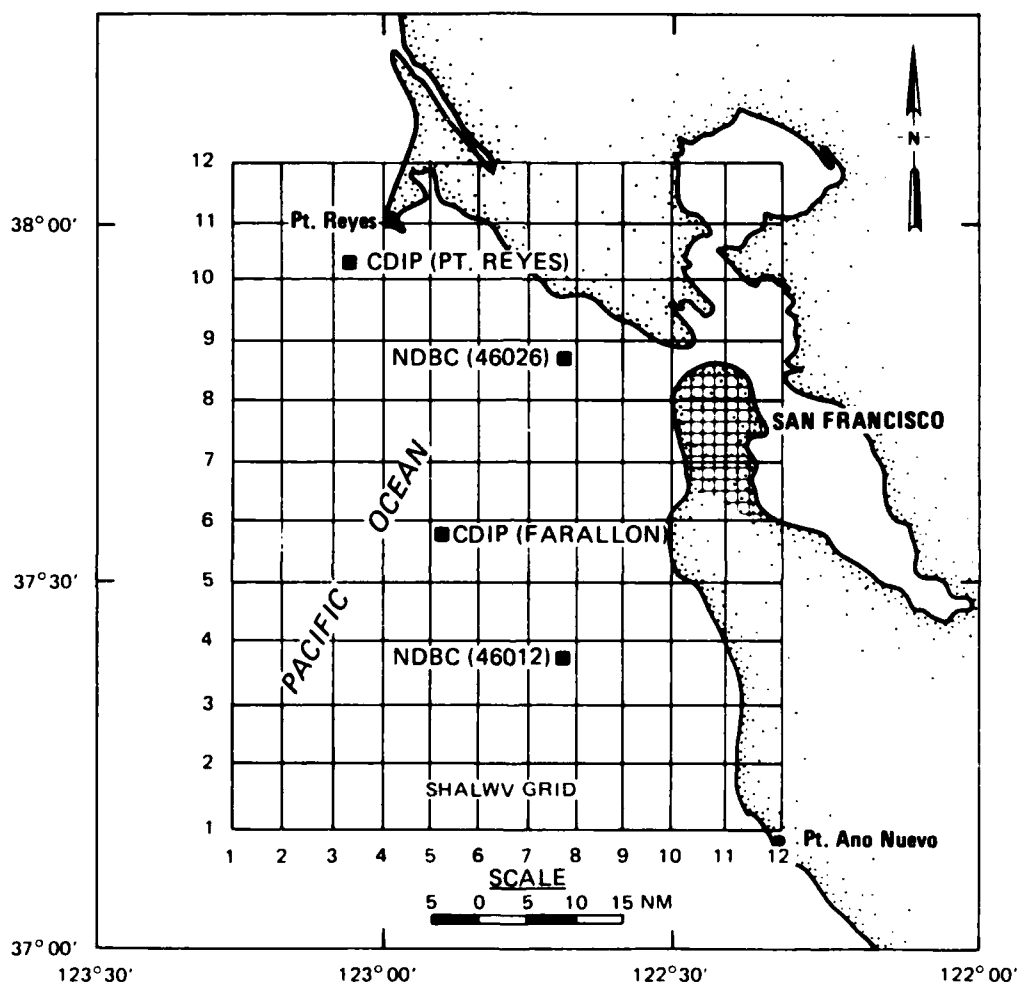 N
12
38°00'
Pt. Reyes
11
CDIP (PT. REYES)
10
9
NDBC (46026)
8
SAN FRANCISCO
7
PACIFIC OCEAN
6
CDIP (FARALLON)
37°30'
5
4
NDBC (46012)
3
2
SHALWV GRID
1
Pt. Ano Nuevo
1 2 3 4 5 6 7 8 9 10 11 12
SCALE
5 0 5 10 15 NM
37°00'
123°30' 123°00' 122°30' 122°00'